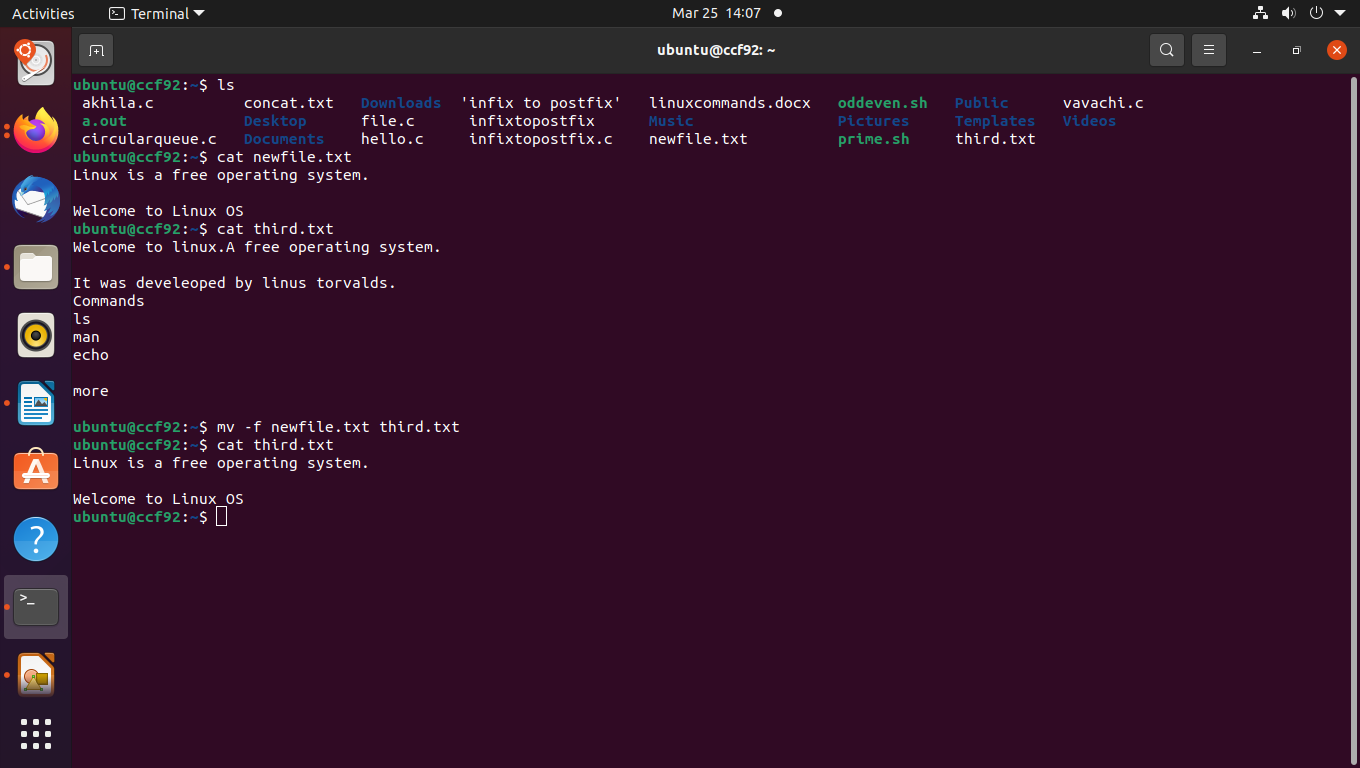 Activities Terminal Mar 25 14:07
ubuntu@ccf92: ~
ubuntu@ccf92:~$ ls
akhila.c concat.txt Downloads 'infix to postfix' linuxcommands.docx oddeven.sh Public vavachi.c
a.out Desktop file.c infixtopostfix Music Pictures Templates Videos
circularqueue.c Documents hello.c infixtopostfix.c newfile.txt prime.sh third.txt
ubuntu@ccf92:~$ cat newfile.txt
Linux is a free operating system.
Welcome to Linux OS
ubuntu@ccf92:~$ cat third.txt
Welcome to linux.A free operating system.
It was develeoped by linus torvalds.
Commands
ls
man
echo
more
ubuntu@ccf92:~$ mv -f newfile.txt third.txt
ubuntu@ccf92:~$ cat third.txt
Linux is a free operating system.
Welcome to Linux OS
ubuntu@ccf92:~$